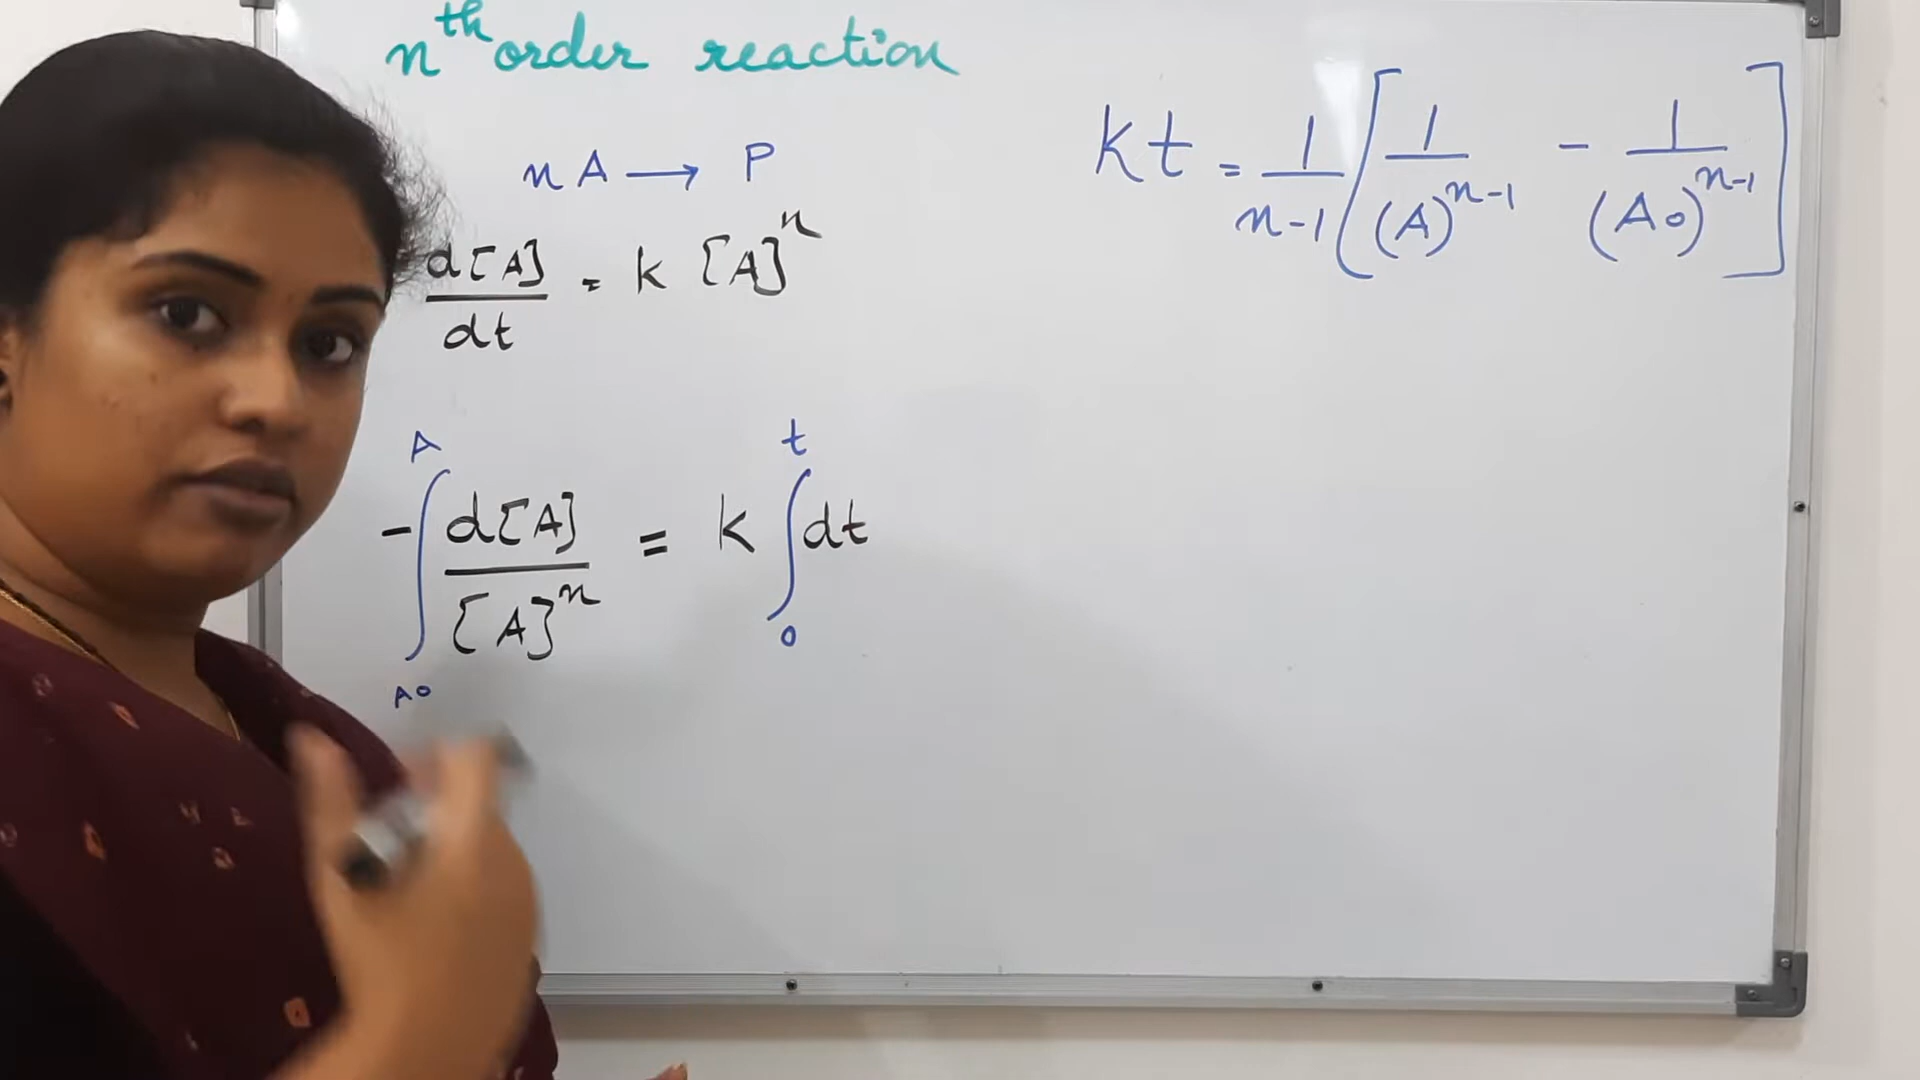 nᵗʰ order reaction
nA → P
d[A]/dt = k [A]ⁿ
-∫_{A0}^{A} d[A]/[A]ⁿ = k ∫_{0}^{t} dt
kt = 1/n-1 [1/(A)ⁿ⁻¹ - 1/(A0)ⁿ⁻¹]